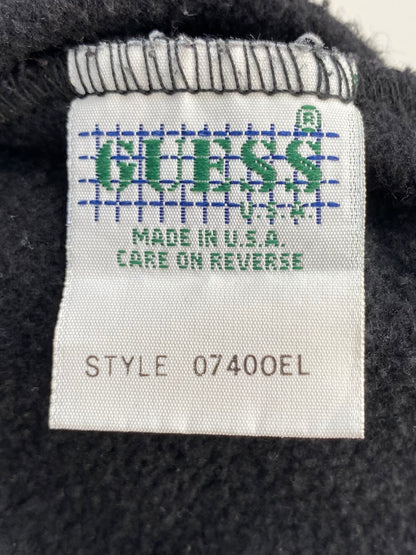 GUESS®
U.S.A.
MADE IN U.S.A.
CARE ON REVERSE
STYLE 07400EL